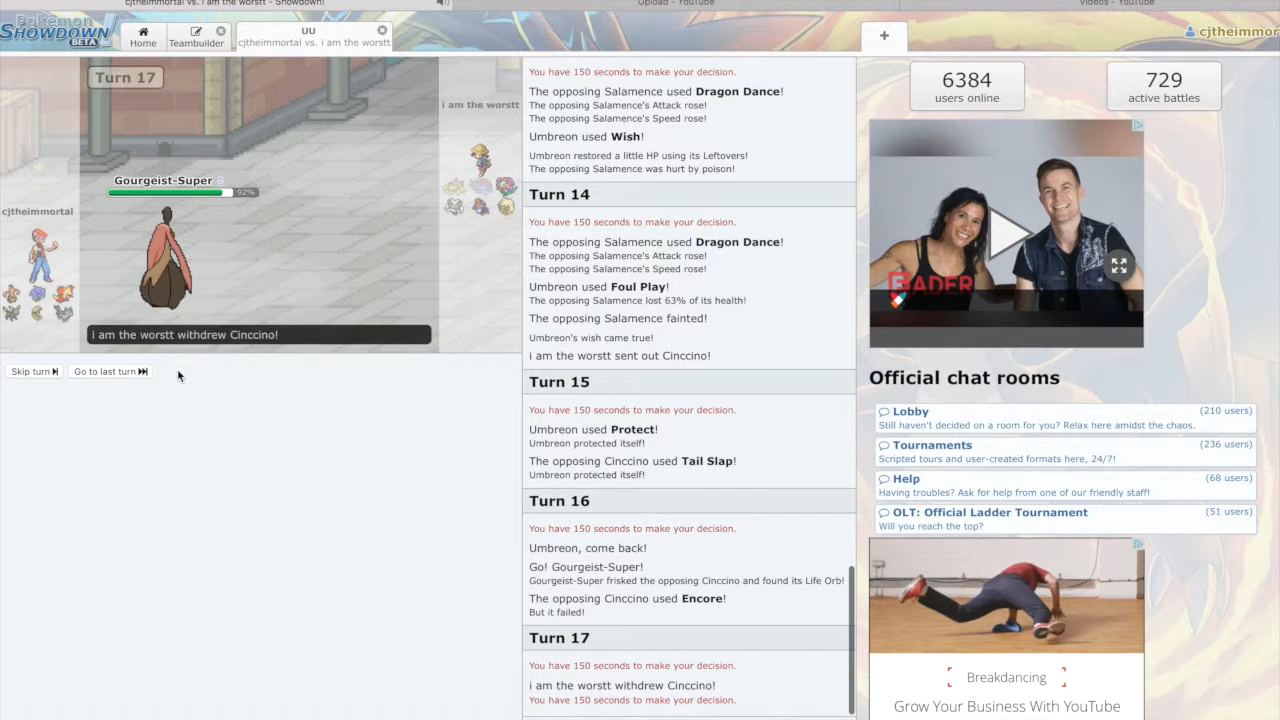 cjtheimmortal vs. i am the worstt - Showdown!
Upload - YouTube
Videos - YouTube
Pokémon
SHOWDOWN!
BETA
Home
Teambuilder
UU
cjtheimmortal vs. i am the worstt
cjtheimmor
Turn 17
i am the worstt
Gourgeist-Super
92%
cjtheimmortal
i am the worstt withdrew Cinccino!
Skip turn
Go to last turn
You have 150 seconds to make your decision.
The opposing Salamence used Dragon Dance!
The opposing Salamence's Attack rose!
The opposing Salamence's Speed rose!
Umbreon used Wish!
Umbreon restored a little HP using its Leftovers!
The opposing Salamence was hurt by poison!
Turn 14
You have 150 seconds to make your decision.
The opposing Salamence used Dragon Dance!
The opposing Salamence's Attack rose!
The opposing Salamence's Speed rose!
Umbreon used Foul Play!
The opposing Salamence lost 63% of its health!
The opposing Salamence fainted!
Umbreon's wish came true!
i am the worstt sent out Cinccino!
Turn 15
You have 150 seconds to make your decision.
Umbreon used Protect!
Umbreon protected itself!
The opposing Cinccino used Tail Slap!
Umbreon protected itself!
Turn 16
You have 150 seconds to make your decision.
Umbreon, come back!
Go! Gourgeist-Super!
Gourgeist-Super frisked the opposing Cinccino and found its Life Orb!
The opposing Cinccino used Encore!
But it failed!
Turn 17
You have 150 seconds to make your decision.
i am the worstt withdrew Cinccino!
You have 150 seconds to make your decision.
6384
users online
729
active battles
Official chat rooms
Lobby
(210 users)
Still haven't decided on a room for you? Relax here amidst the chaos.
Tournaments
(236 users)
Scripted tours and user-created formats here, 24/7!
Help
(68 users)
Having troubles? Ask for help from one of our friendly staff!
OLT: Official Ladder Tournament
(51 users)
Will you reach the top?
Breakdancing
Grow Your Business With YouTube